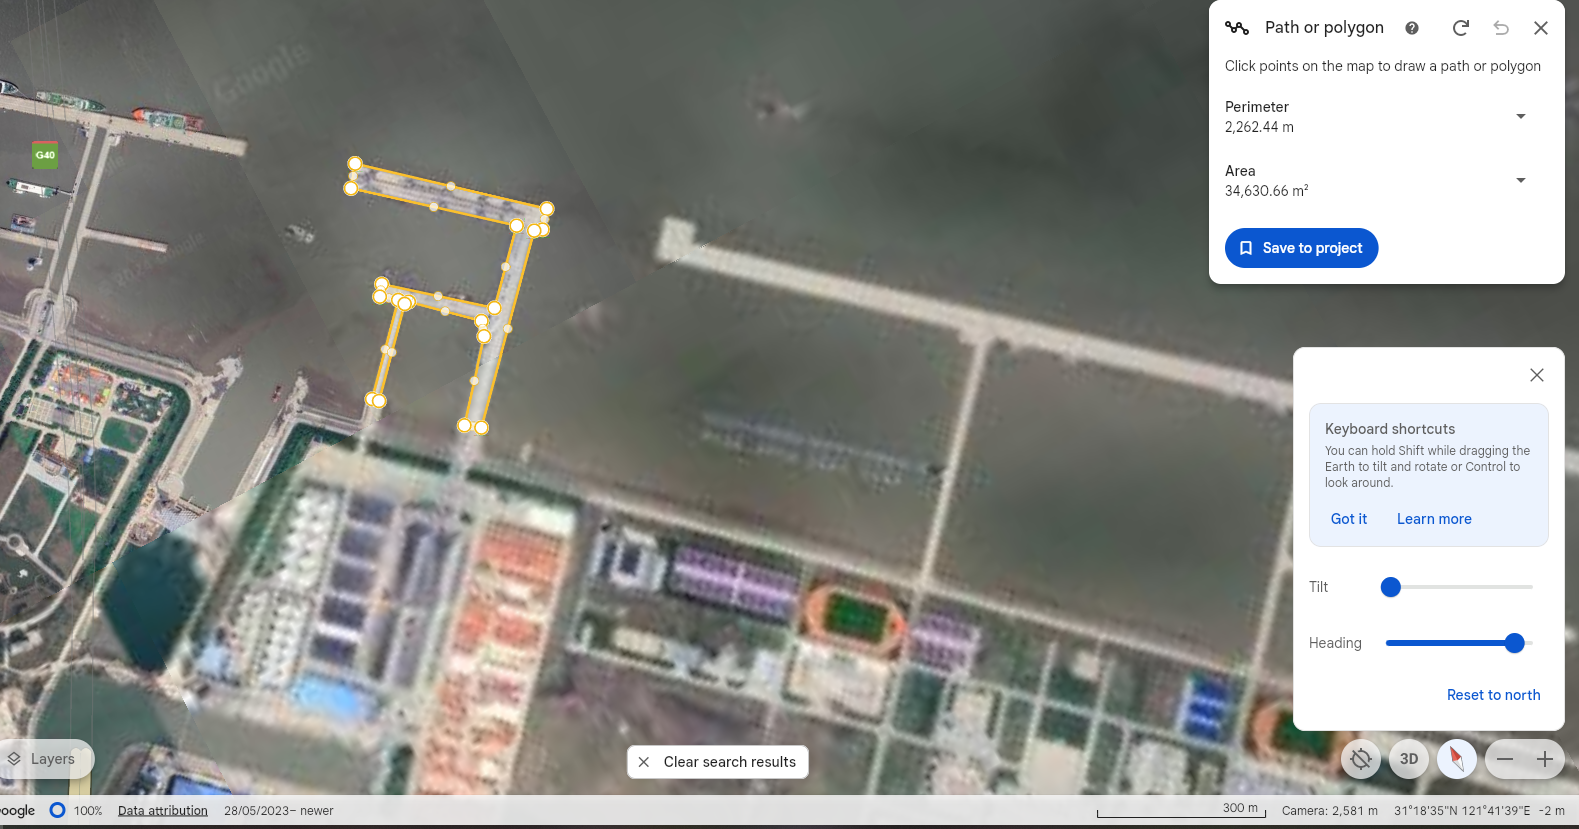 Path or polygon
Click points on the map to draw a path or polygon
Perimeter
2,262.44 m
Area
34,630.66 m²
Save to project
Google
G40
Keyboard shortcuts
You can hold Shift while dragging the
Earth to tilt and rotate or Control to
look around.
Got it
Learn more
Tilt
Heading
Reset to north
Layers
Clear search results
3D
oogle
100%
Data attribution
28/05/2023– newer
300 m
Camera: 2,581 m
31°18'35"N 121°41'39"E
-2 m